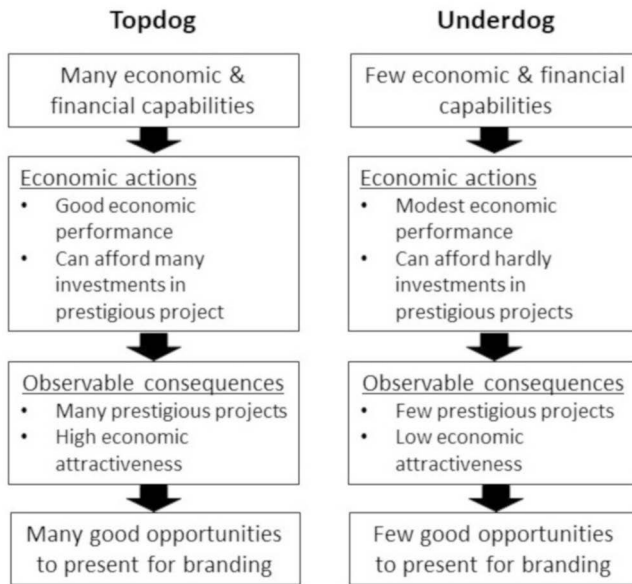 Topdog
Many economic &
financial capabilities
Economic actions
• Good economic
performance
• Can afford many
investments in
prestigious project
Observable consequences
• Many prestigious projects
• High economic
attractiveness
Many good opportunities
to present for branding
Underdog
Few economic & financial
capabilities
Economic actions
• Modest economic
performance
• Can afford hardly
investments in
prestigious projects
Observable consequences
• Few prestigious projects
• Low economic
attractiveness
Few good opportunities
to present for branding